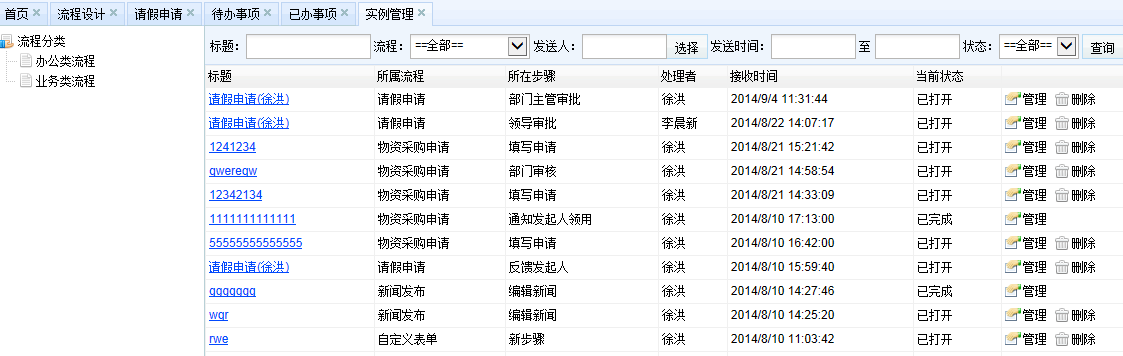 首页 流程设计 请假申请 待办事项 已办事项 实例管理
流程分类
办公类流程
业务类流程
标题： 流程： ==全部== 发送人： 选择 发送时间： 至 状态： ==全部== 查询
标题 所属流程 所在步骤 处理者 接收时间 当前状态
请假申请(徐洪) 请假申请 部门主管审批 徐洪 2014/9/4 11:31:44 已打开 管理 删除
请假申请(徐洪) 请假申请 领导审批 李晨新 2014/8/22 14:07:17 已打开 管理 删除
1241234 物资采购申请 填写申请 徐洪 2014/8/21 15:21:42 已打开 管理 删除
qwereqw 物资采购申请 部门审核 徐洪 2014/8/21 14:58:54 已打开 管理 删除
12342134 物资采购申请 填写申请 徐洪 2014/8/21 14:33:09 已打开 管理 删除
1111111111111 物资采购申请 通知发起人领用 徐洪 2014/8/10 17:13:00 已完成 管理
55555555555555 物资采购申请 填写申请 徐洪 2014/8/10 16:42:00 已打开 管理 删除
请假申请(徐洪) 请假申请 反馈发起人 徐洪 2014/8/10 15:59:40 已打开 管理 删除
qqqqqqq 新闻发布 编辑新闻 徐洪 2014/8/10 14:27:46 已完成 管理
wqr 新闻发布 编辑新闻 徐洪 2014/8/10 14:25:20 已打开 管理 删除
rwe 自定义表单 新步骤 徐洪 2014/8/10 11:03:42 已打开 管理 删除